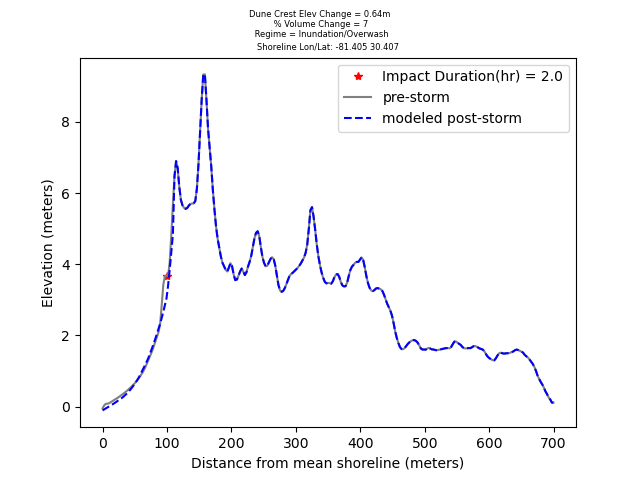 Dune Crest Elev Change = 0.64m
% Volume Change = 7
Regime = Inundation/Overwash
Shoreline Lon/Lat: -81.405 30.407
Impact Duration(hr) = 2.0
pre-storm
modeled post-storm
Elevation (meters)
8
6
4
2
0
0 100 200 300 400 500 600 700
Distance from mean shoreline (meters)